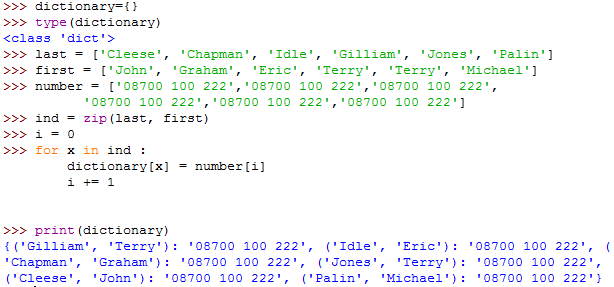 >>> dictionary={}
>>> type(dictionary)
<class 'dict'>
>>> last = ['Cleese', 'Chapman', 'Idle', 'Gilliam', 'Jones', 'Palin']
>>> first = ['John', 'Graham', 'Eric', 'Terry', 'Terry', 'Michael']
>>> number = ['08700 100 222','08700 100 222','08700 100 222',
'08700 100 222','08700 100 222','08700 100 222']
>>> ind = zip(last, first)
>>> i = 0
>>> for x in ind :
dictionary[x] = number[i]
i += 1
>>> print(dictionary)
{('Gilliam', 'Terry'): '08700 100 222', ('Idle', 'Eric'): '08700 100 222', (
'Chapman', 'Graham'): '08700 100 222', ('Jones', 'Terry'): '08700 100 222',
('Cleese', 'John'): '08700 100 222', ('Palin', 'Michael'): '08700 100 222'}